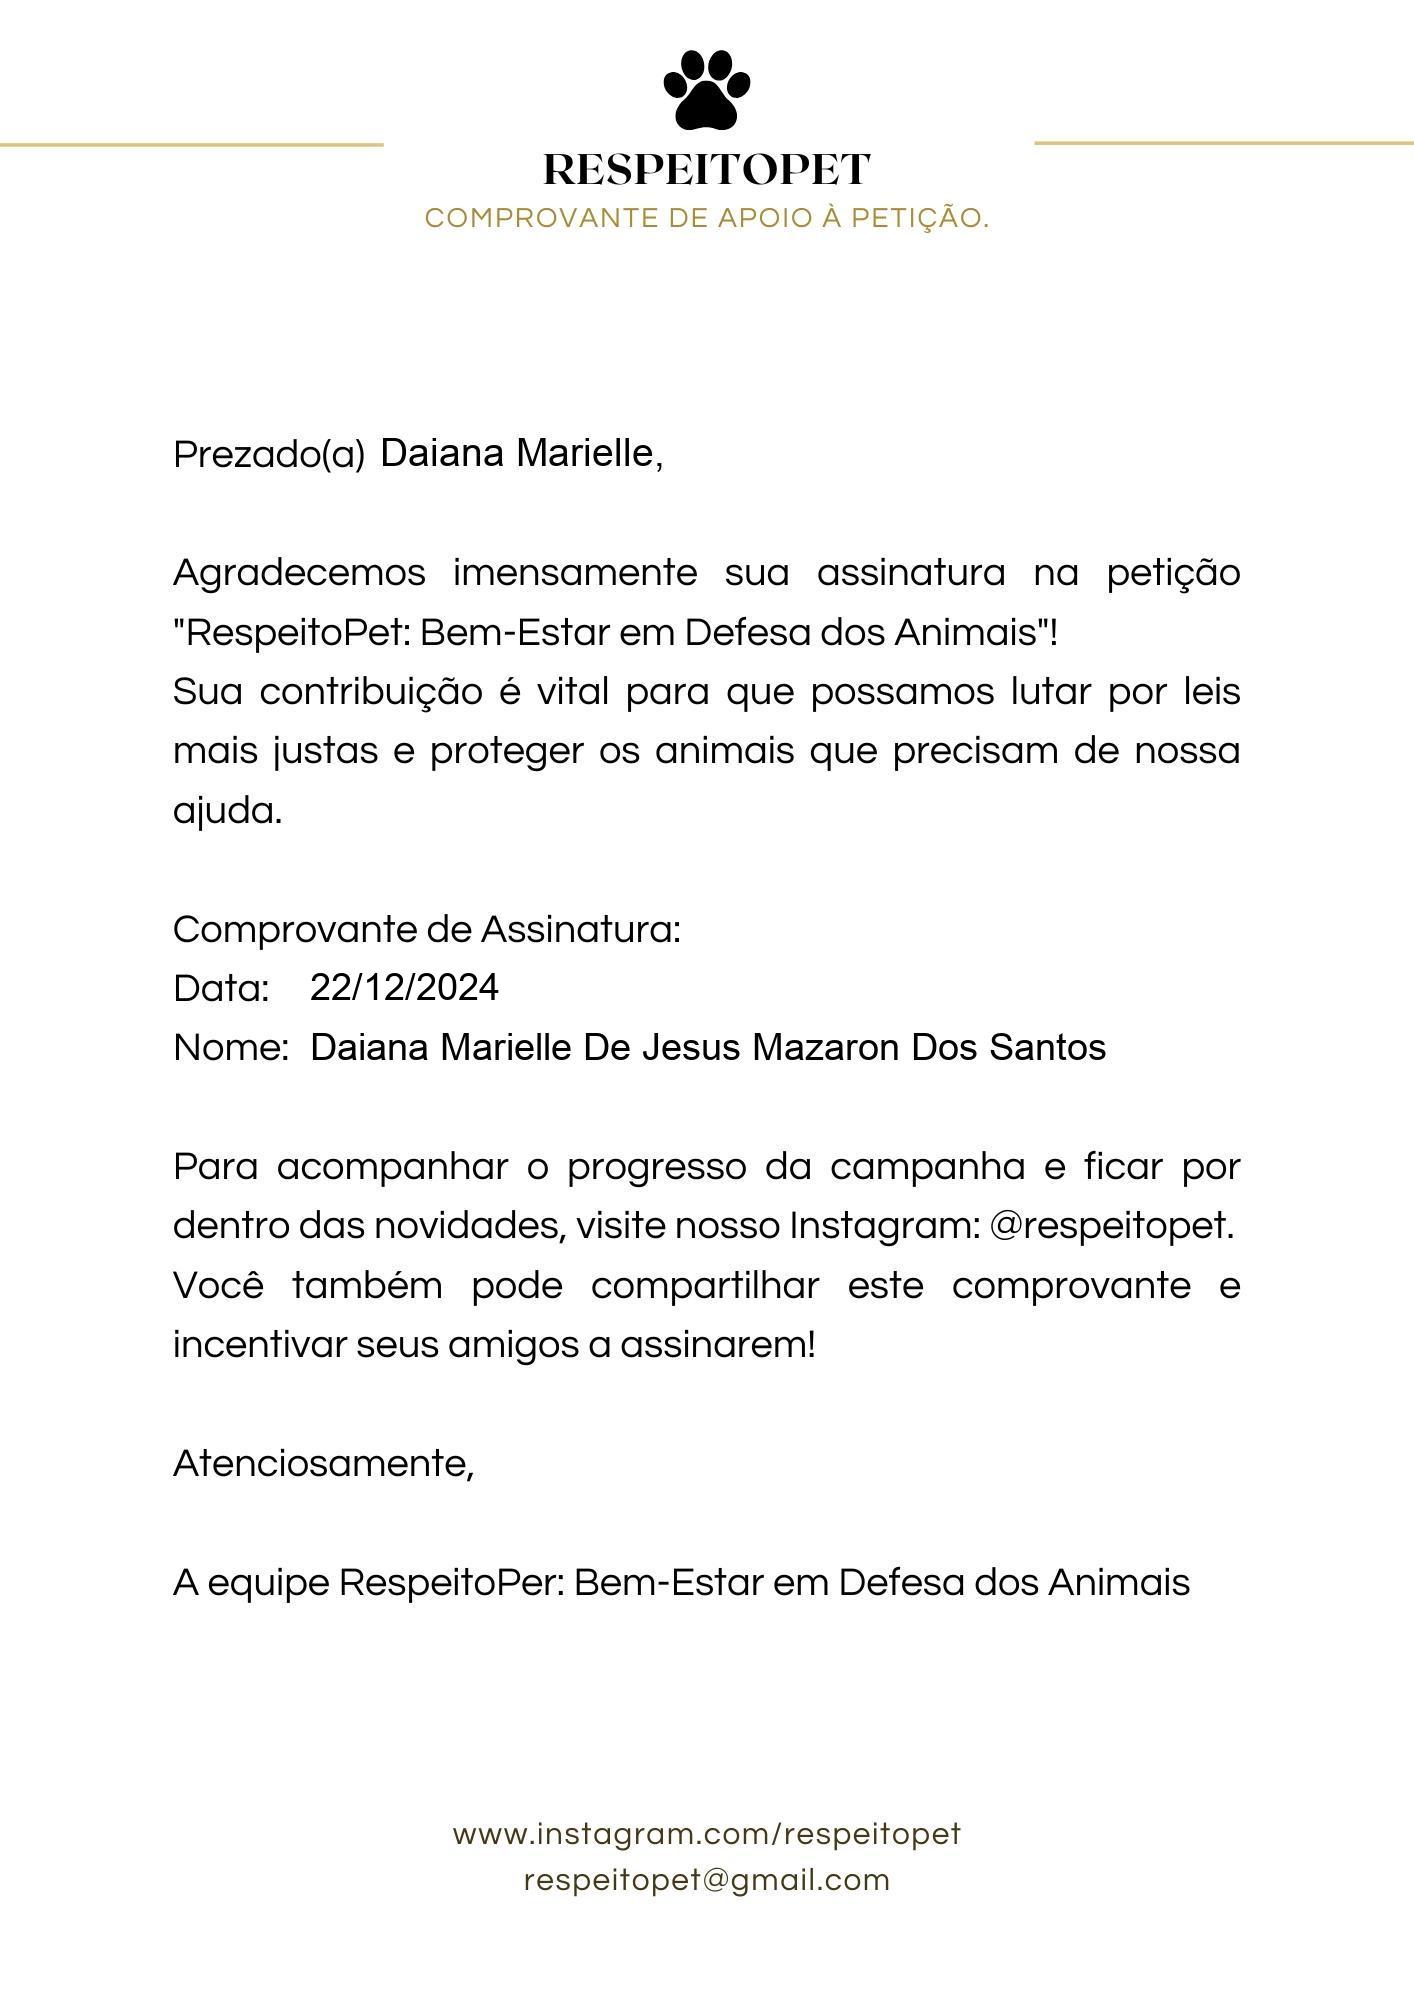 RESPEITOPET
COMPROVANTE DE APOIO À PETIÇÃO.
Prezado(a) Daiana Marielle,
Agradecemos imensamente sua assinatura na petição
"RespeitoPet: Bem-Estar em Defesa dos Animais"!
Sua contribuição é vital para que possamos lutar por leis
mais justas e proteger os animais que precisam de nossa
ajuda.
Comprovante de Assinatura:
Data: 22/12/2024
Nome: Daiana Marielle De Jesus Mazaron Dos Santos
Para acompanhar o progresso da campanha e ficar por
dentro das novidades, visite nosso Instagram: @respeitopet.
Você também pode compartilhar este comprovante e
incentivar seus amigos a assinarem!
Atenciosamente,
A equipe RespeitoPer: Bem-Estar em Defesa dos Animais
www.instagram.com/respeitopet
respeitopet@gmail.com